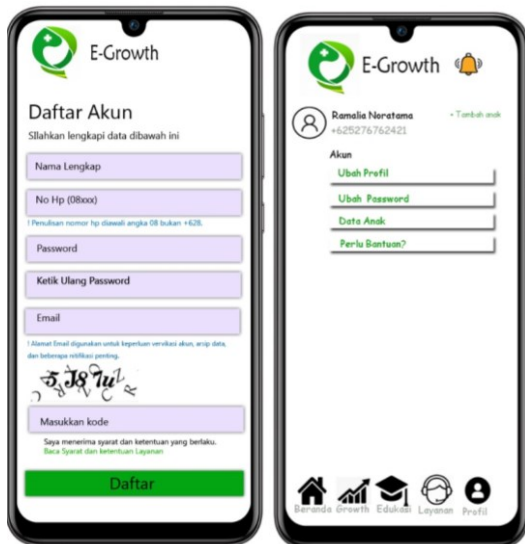 E-Growth
Daftar Akun
SIlahkan lengkapi data dibawah ini
Nama Lengkap
No Hp (08xxx)
! Penulisan nomor hp diawali angka 08 bukan +628.
Password
Ketik Ulang Password
Email
! Alamat Email digunakan untuk keperluan vervikasi akun, arsip data,
dan beberapa nitifikasi penting.
Masukkan kode
Saya menerima syarat dan ketentuan yang berlaku.
Baca Syarat dan ketentuan Layanan
Daftar
E-Growth
Ramalia Noratama
+ Tambah anak
+625276762421
Akun
Ubah Profil
Ubah Password
Data Anak
Perlu Bantuan?
Beranda Growth Edukasi Layanan Profil